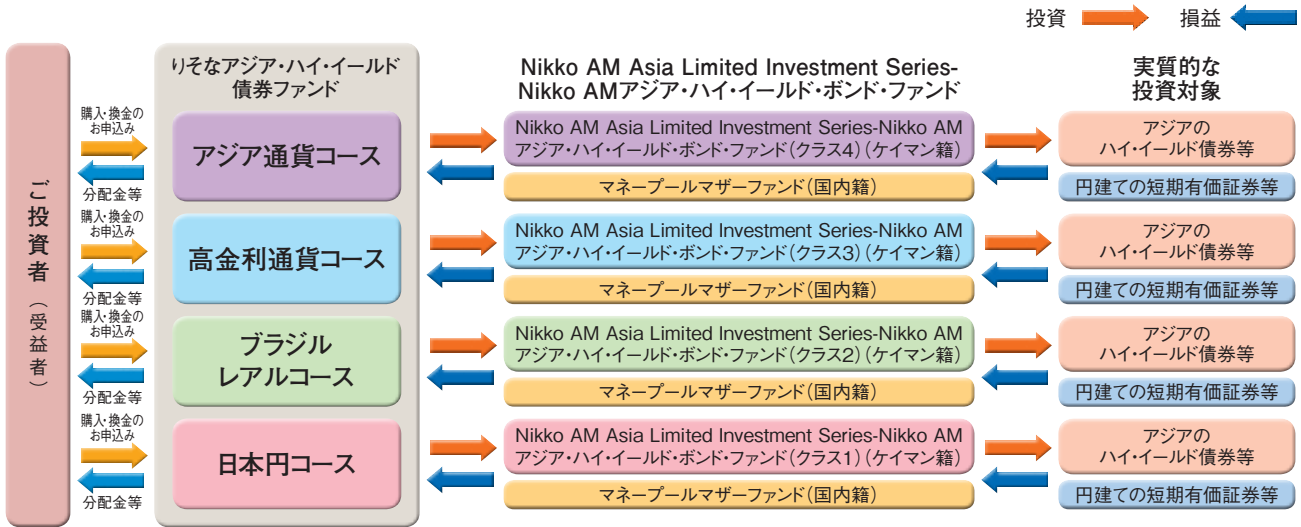 投資
損益
ご投資者（受益者）
りそなアジア・ハイ・イールド
債券ファンド
Nikko AM Asia Limited Investment Series-
Nikko AMアジア・ハイ・イールド・ボンド・ファンド
実質的な
投資対象
購入・換金の
お申込み
分配金等
アジア通貨コース
Nikko AM Asia Limited Investment Series-Nikko AM
アジア・ハイ・イールド・ボンド・ファンド（クラス4）（ケイマン籍）
マネープールマザーファンド（国内籍）
アジアの
ハイ・イールド債券等
円建ての短期有価証券等
購入・換金の
お申込み
分配金等
高金利通貨コース
Nikko AM Asia Limited Investment Series-Nikko AM
アジア・ハイ・イールド・ボンド・ファンド（クラス3）（ケイマン籍）
マネープールマザーファンド（国内籍）
アジアの
ハイ・イールド債券等
円建ての短期有価証券等
購入・換金の
お申込み
分配金等
ブラジル
レアルコース
Nikko AM Asia Limited Investment Series-Nikko AM
アジア・ハイ・イールド・ボンド・ファンド（クラス2）（ケイマン籍）
マネープールマザーファンド（国内籍）
アジアの
ハイ・イールド債券等
円建ての短期有価証券等
購入・換金の
お申込み
分配金等
日本円コース
Nikko AM Asia Limited Investment Series-Nikko AM
アジア・ハイ・イールド・ボンド・ファンド（クラス1）（ケイマン籍）
マネープールマザーファンド（国内籍）
アジアの
ハイ・イールド債券等
円建ての短期有価証券等